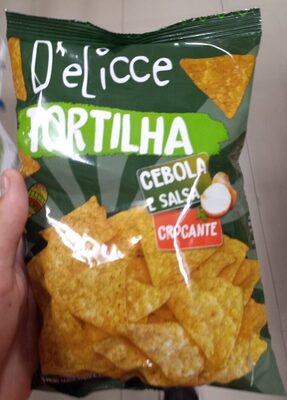 D'eLicce
TORTILHA
CEBOLA
E SALSA
CROCANTE